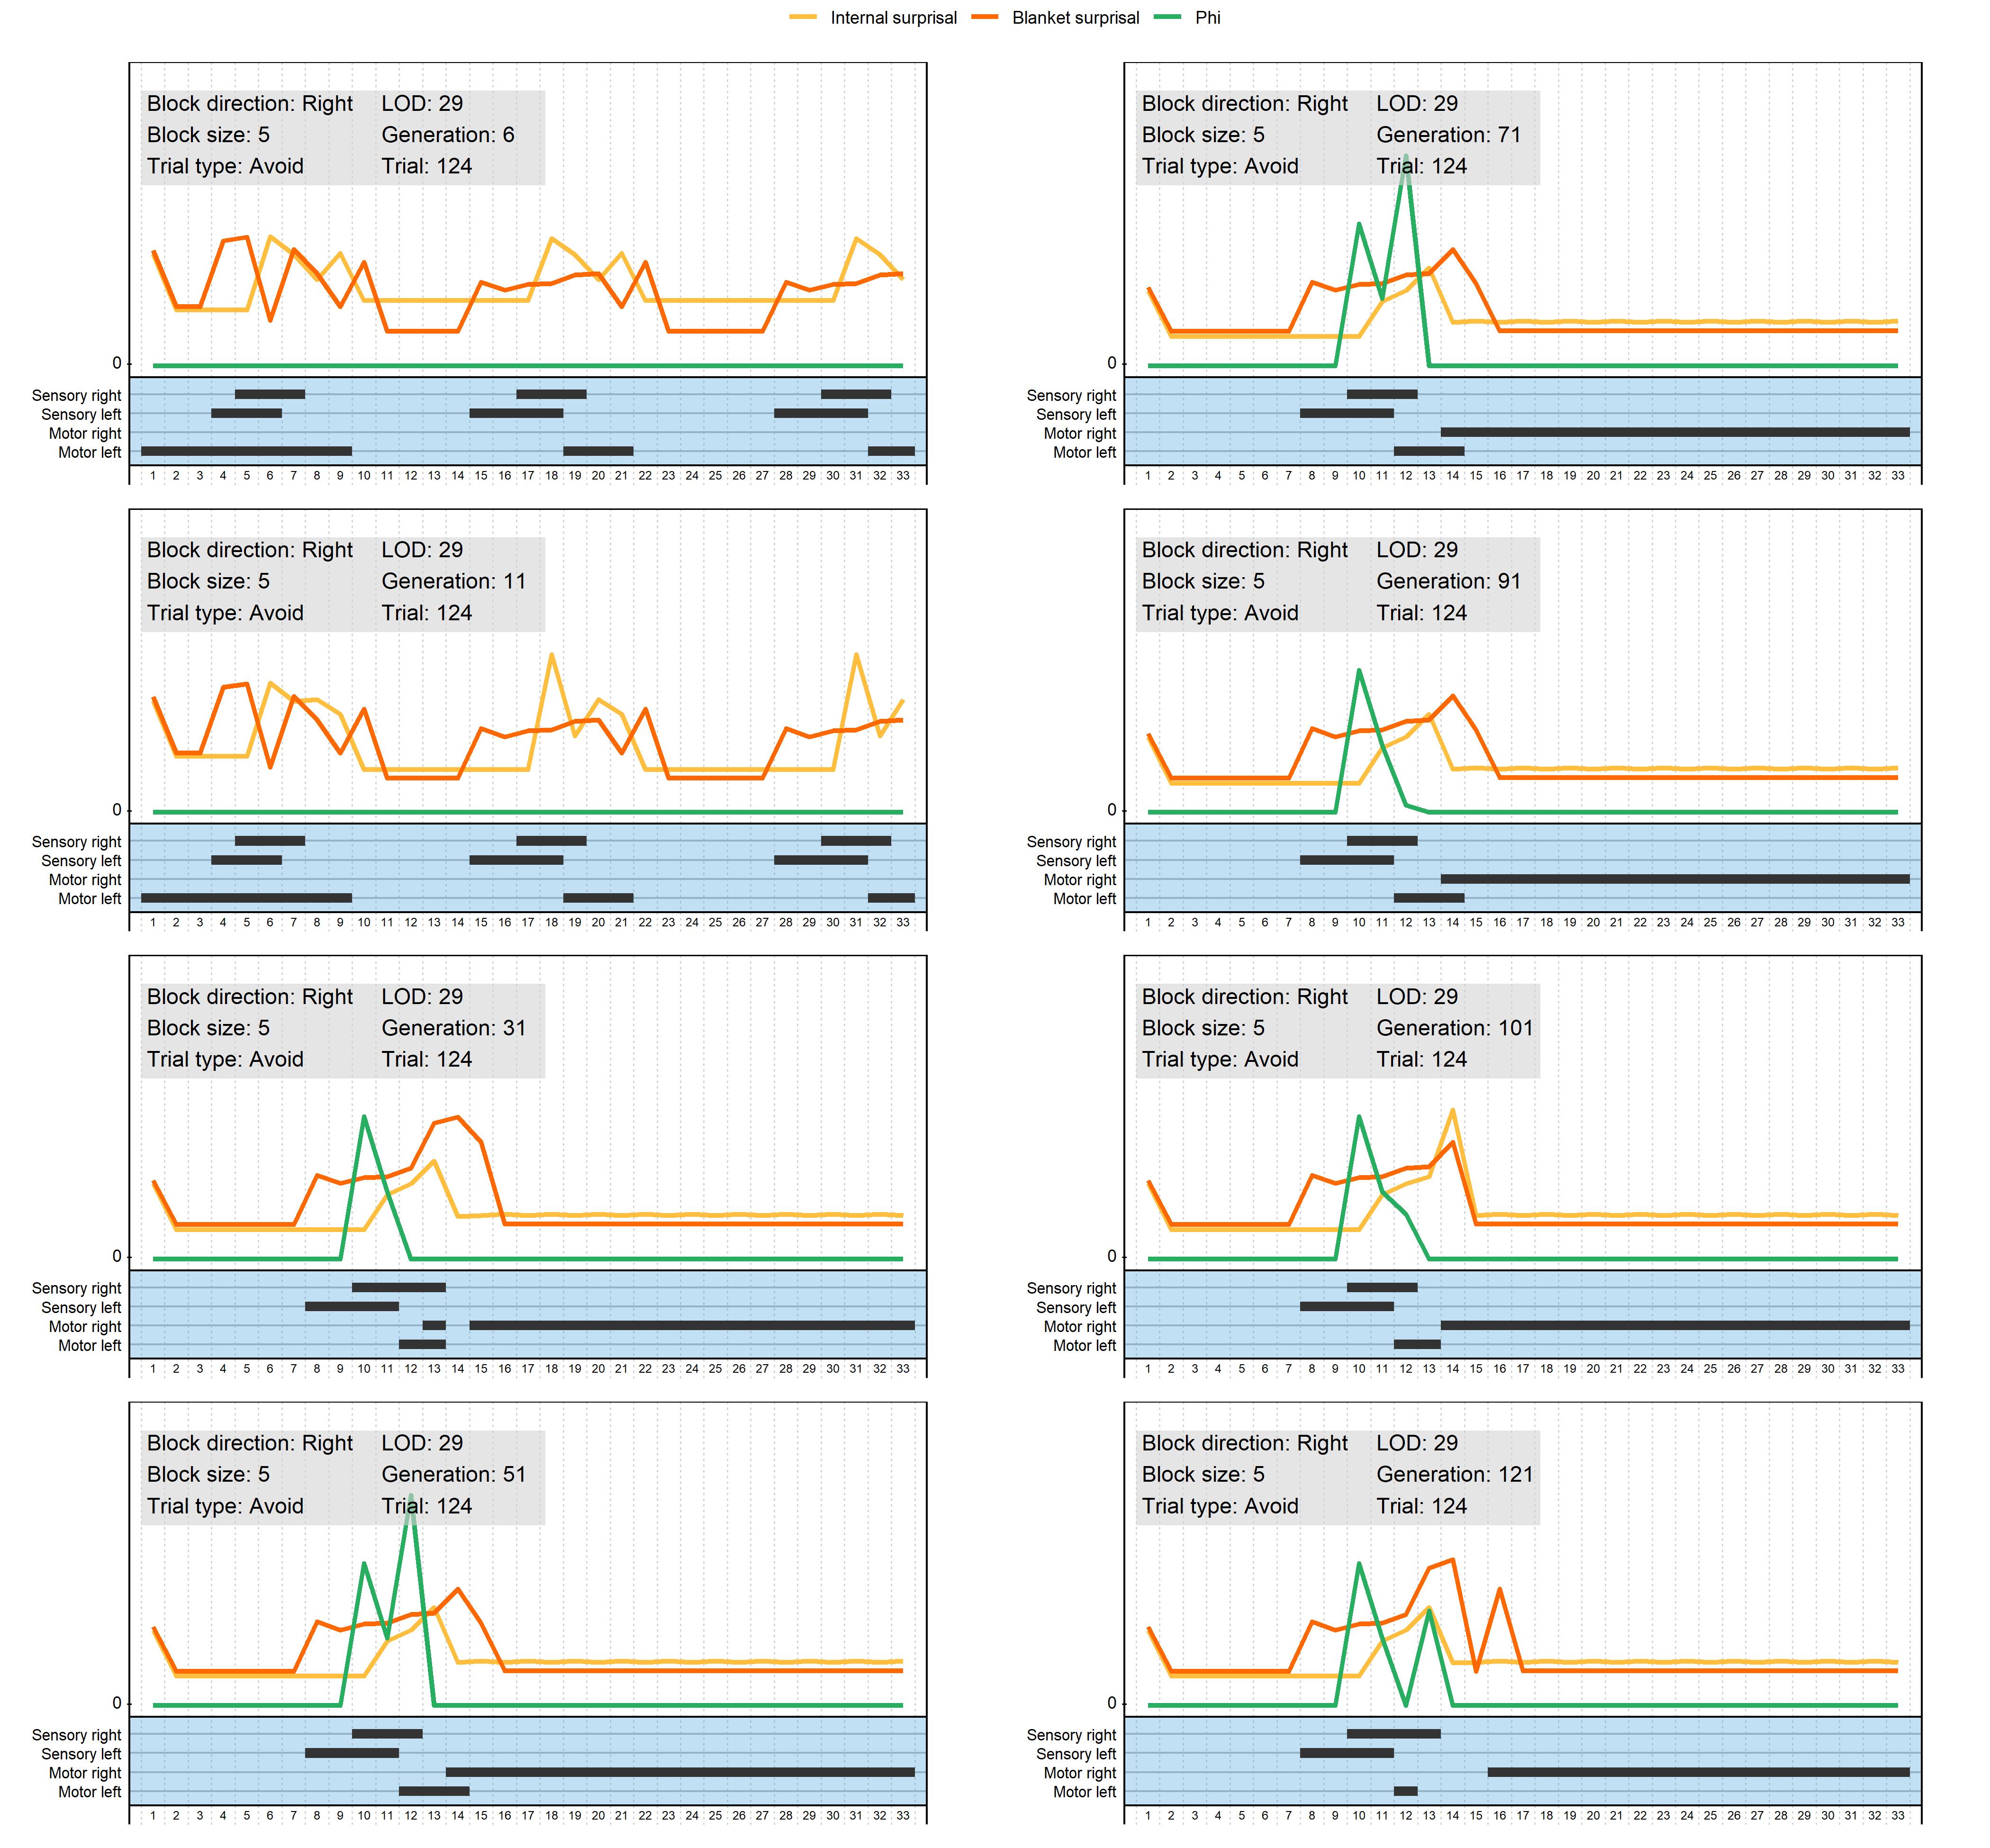 Internal surprisal Blanket surprisal Phi
Block direction: Right LOD: 29
Block size: 5 Generation: 6
Trial type: Avoid Trial: 124
0
Sensory right
Sensory left
Motor right
Motor left
1 2 3 4 5 6 7 8 9 10 11 12 13 14 15 16 17 18 19 20 21 22 23 24 25 26 27 28 29 30 31 32 33
Block direction: Right LOD: 29
Block size: 5 Generation: 71
Trial type: Avoid Trial: 124
0
Sensory right
Sensory left
Motor right
Motor left
1 2 3 4 5 6 7 8 9 10 11 12 13 14 15 16 17 18 19 20 21 22 23 24 25 26 27 28 29 30 31 32 33
Block direction: Right LOD: 29
Block size: 5 Generation: 11
Trial type: Avoid Trial: 124
0
Sensory right
Sensory left
Motor right
Motor left
1 2 3 4 5 6 7 8 9 10 11 12 13 14 15 16 17 18 19 20 21 22 23 24 25 26 27 28 29 30 31 32 33
Block direction: Right LOD: 29
Block size: 5 Generation: 91
Trial type: Avoid Trial: 124
0
Sensory right
Sensory left
Motor right
Motor left
1 2 3 4 5 6 7 8 9 10 11 12 13 14 15 16 17 18 19 20 21 22 23 24 25 26 27 28 29 30 31 32 33
Block direction: Right LOD: 29
Block size: 5 Generation: 31
Trial type: Avoid Trial: 124
0
Sensory right
Sensory left
Motor right
Motor left
1 2 3 4 5 6 7 8 9 10 11 12 13 14 15 16 17 18 19 20 21 22 23 24 25 26 27 28 29 30 31 32 33
Block direction: Right LOD: 29
Block size: 5 Generation: 101
Trial type: Avoid Trial: 124
0
Sensory right
Sensory left
Motor right
Motor left
1 2 3 4 5 6 7 8 9 10 11 12 13 14 15 16 17 18 19 20 21 22 23 24 25 26 27 28 29 30 31 32 33
Block direction: Right LOD: 29
Block size: 5 Generation: 51
Trial type: Avoid Trial: 124
0
Sensory right
Sensory left
Motor right
Motor left
1 2 3 4 5 6 7 8 9 10 11 12 13 14 15 16 17 18 19 20 21 22 23 24 25 26 27 28 29 30 31 32 33
Block direction: Right LOD: 29
Block size: 5 Generation: 121
Trial type: Avoid Trial: 124
0
Sensory right
Sensory left
Motor right
Motor left
1 2 3 4 5 6 7 8 9 10 11 12 13 14 15 16 17 18 19 20 21 22 23 24 25 26 27 28 29 30 31 32 33